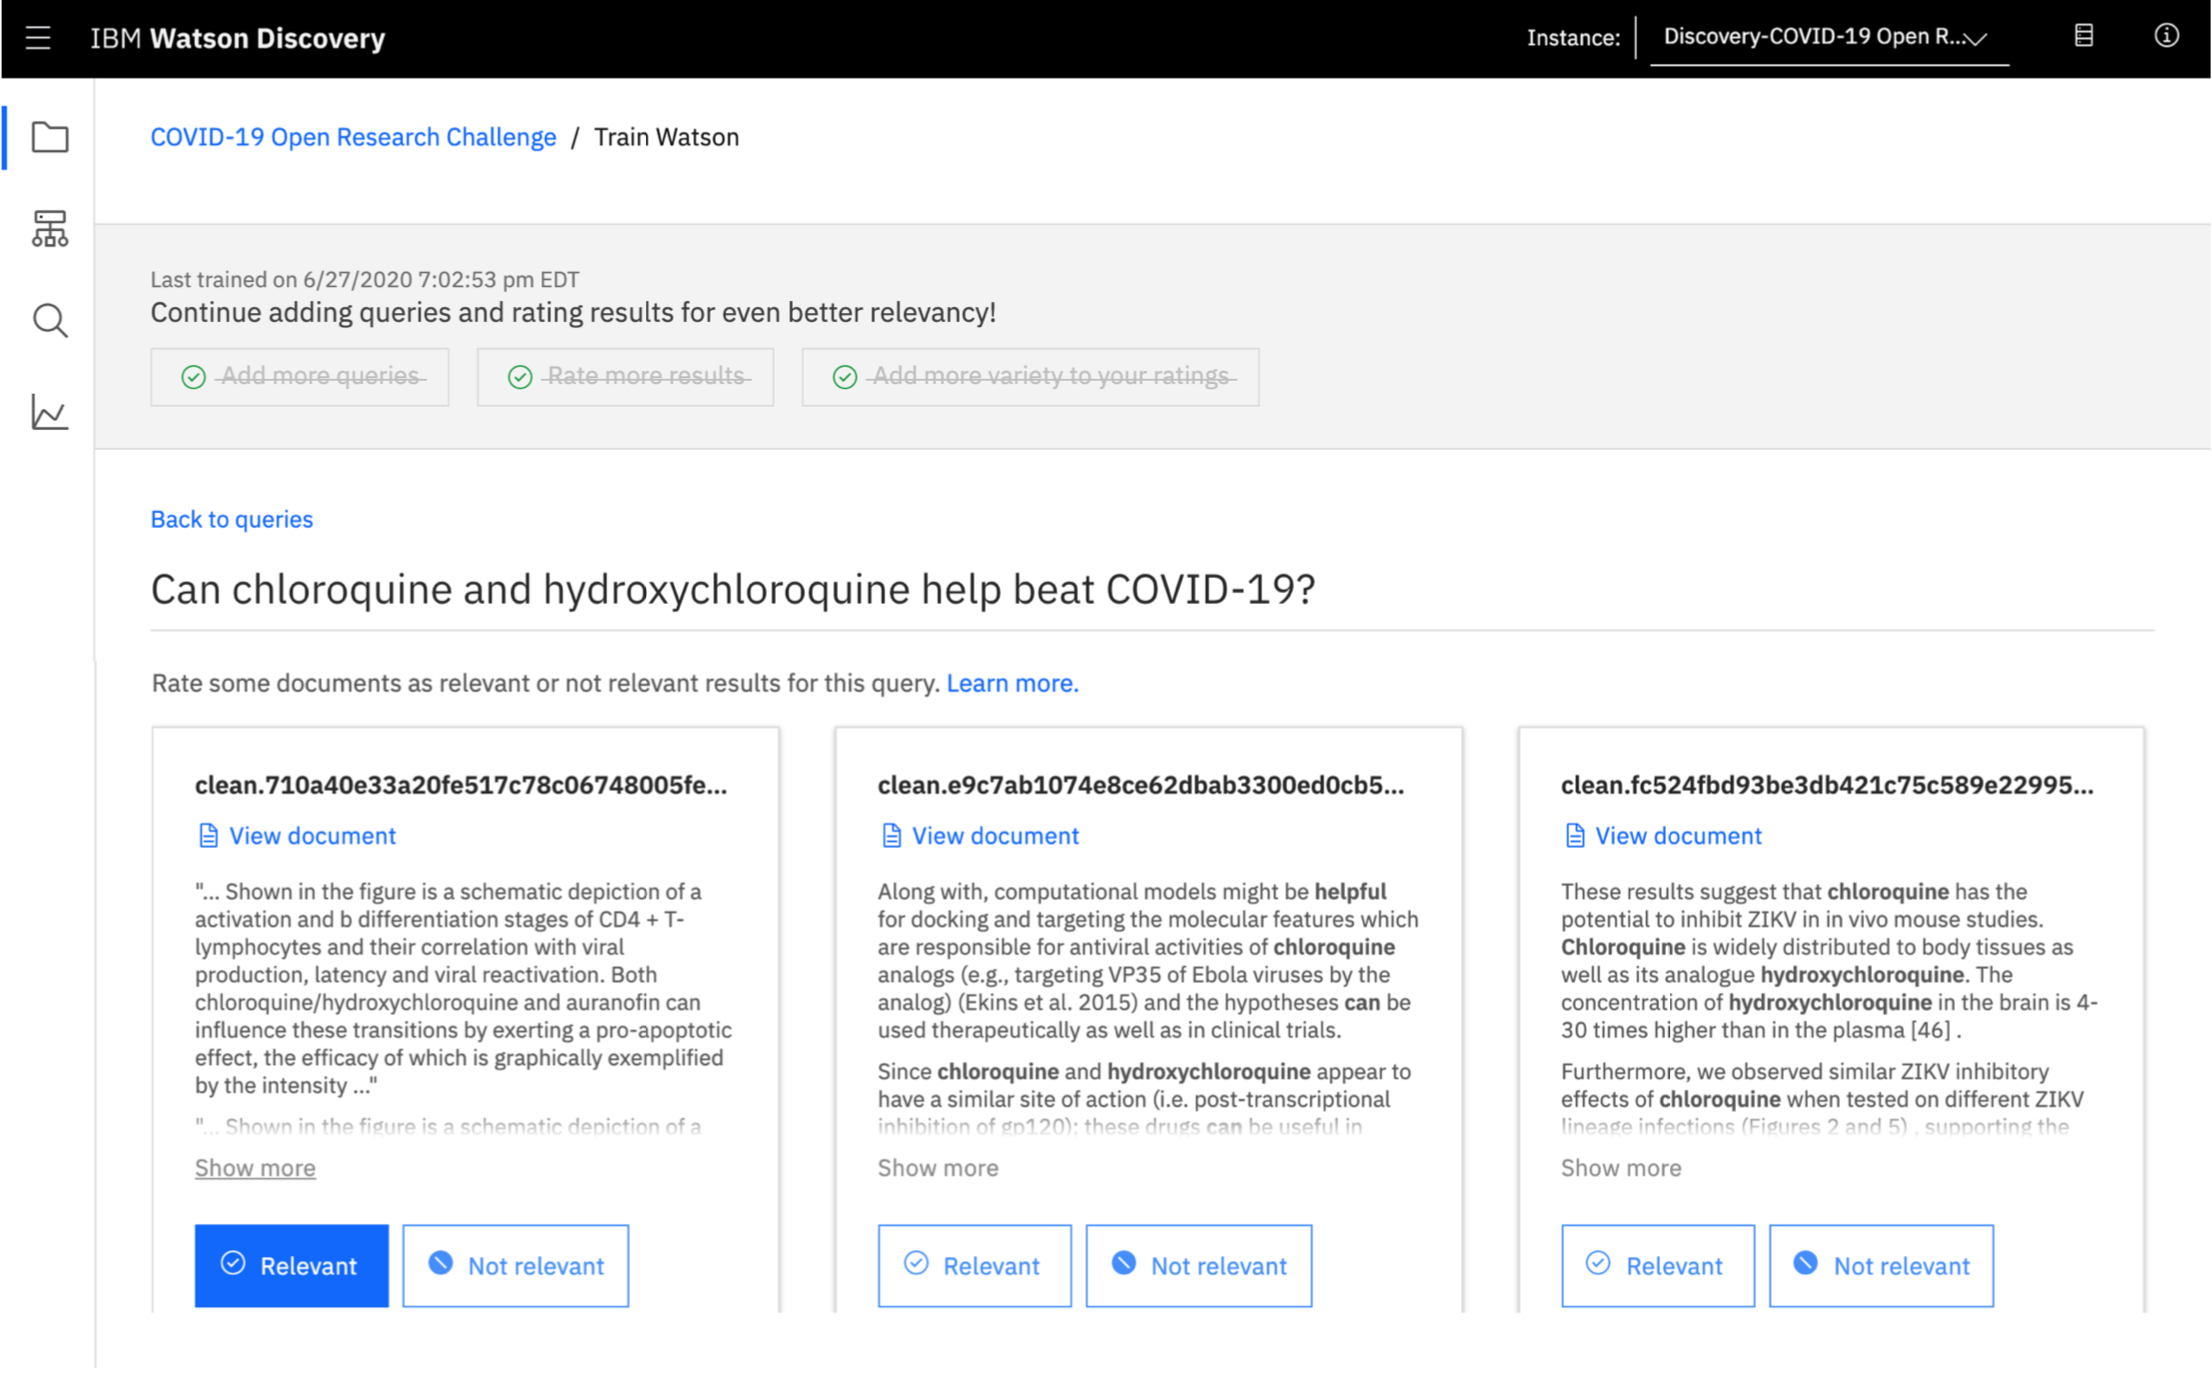 IBM Watson Discovery
Instance:
Discovery-COVID-19 Open R...
COVID-19 Open Research Challenge / Train Watson
Last trained on 6/27/2020 7:02:53 pm EDT
Continue adding queries and rating results for even better relevancy!
Add more queries
Rate more results
Add more variety to your ratings
Back to queries
Can chloroquine and hydroxychloroquine help beat COVID-19?
Rate some documents as relevant or not relevant results for this query. Learn more.
clean.710a40e33a20fe517c78c06748005fe...
View document
"... Shown in the figure is a schematic depiction of a
activation and b differentiation stages of CD4 + T-
lymphocytes and their correlation with viral
production, latency and viral reactivation. Both
chloroquine/hydroxychloroquine and auranofin can
influence these transitions by exerting a pro-apoptotic
effect, the efficacy of which is graphically exemplified
by the intensity ..."
"... Shown in the figure is a schematic depiction of a
Show more
Relevant
Not relevant
clean.e9c7ab1074e8ce62dbab3300ed0cb5...
View document
Along with, computational models might be helpful
for docking and targeting the molecular features which
are responsible for antiviral activities of chloroquine
analogs (e.g., targeting VP35 of Ebola viruses by the
analog) (Ekins et al. 2015) and the hypotheses can be
used therapeutically as well as in clinical trials.
Since chloroquine and hydroxychloroquine appear to
have a similar site of action (i.e. post-transcriptional
inhibition of gp120); these drugs can be useful in
Show more
Relevant
Not relevant
clean.fc524fbd93be3db421c75c589e22995...
View document
These results suggest that chloroquine has the
potential to inhibit ZIKV in in vivo mouse studies.
Chloroquine is widely distributed to body tissues as
well as its analogue hydroxychloroquine. The
concentration of hydroxychloroquine in the brain is 4-
30 times higher than in the plasma [46] .
Furthermore, we observed similar ZIKV inhibitory
effects of chloroquine when tested on different ZIKV
lineage infections (Figures 2 and 5) , supporting the
Show more
Relevant
Not relevant